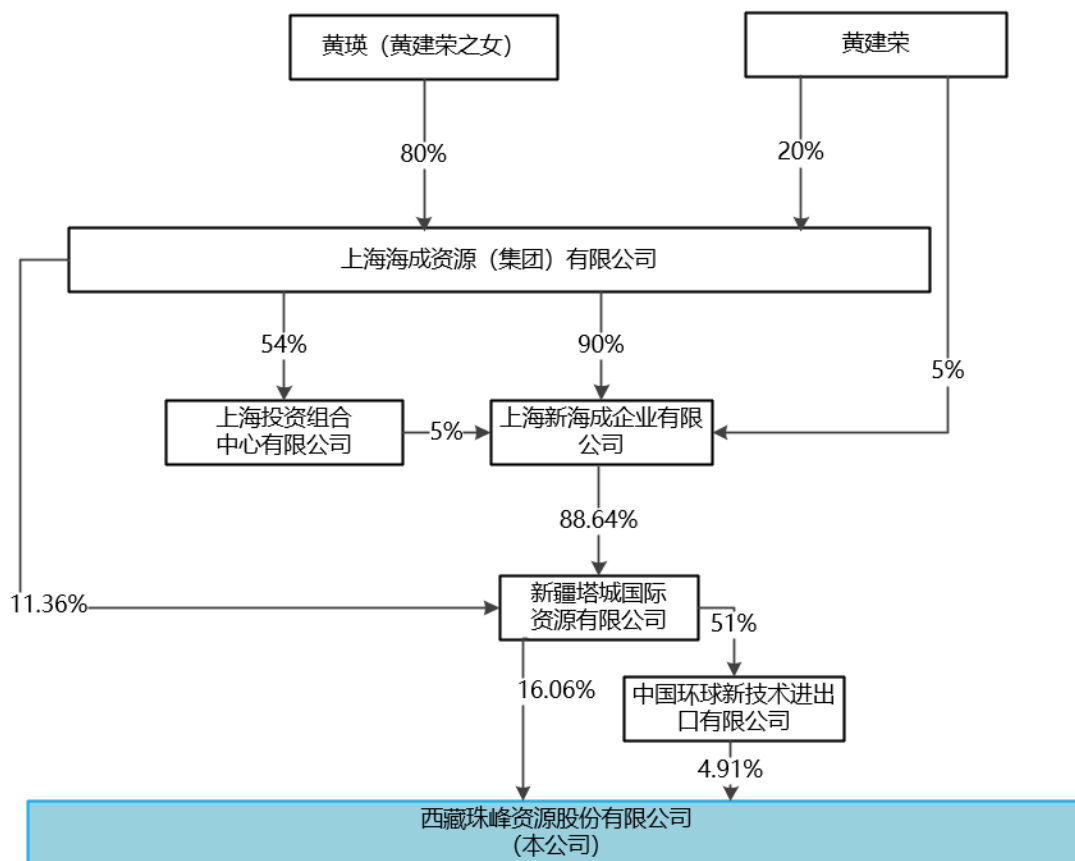 黄瑛（黄建荣之女）
黄建荣
80%
20%
上海海成资源（集团）有限公司
54%
90%
5%
上海投资组合
中心有限公司
5%
上海新海成企业有限
公司
88.64%
11.36%
新疆塔城国际
资源有限公司
51%
16.06%
中国环球新技术进出
口有限公司
4.91%
西藏珠峰资源股份有限公司
（本公司）